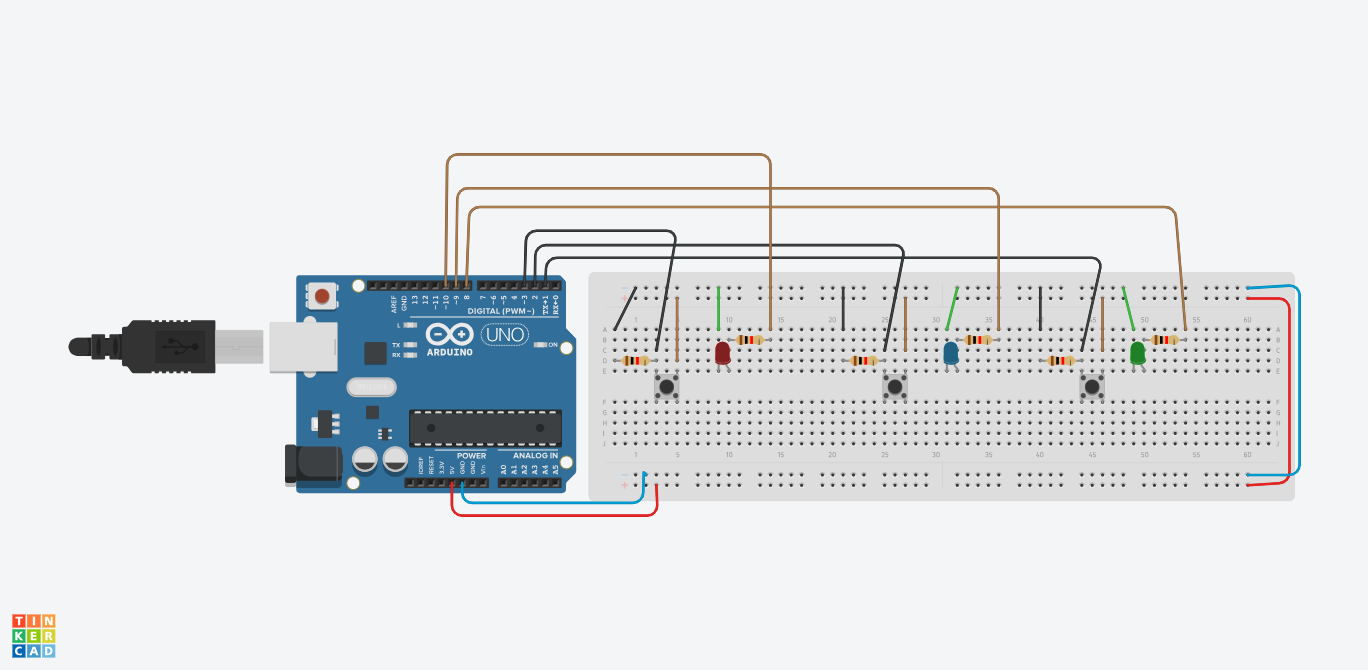 AREF
GND
13
12
~11
~10
~9
8
7
~6
~5
4
~3
2
TX→1
RX←0
DIGITAL (PWM~)
L
TX
RX
ARDUINO
UNO
ON
POWER
ANALOG IN
IOREF
RESET
3.3V
5V
GND
GND
Vin
A0
A1
A2
A3
A4
A5
1 5 10 15 20 25 30 35 40 45 50 55 60
A
B
C
D
E
F
G
H
I
J
A
B
C
D
E
F
G
H
I
J
1 5 10 15 20 25 30 35 40 45 50 55 60
TIN
KER
CAD